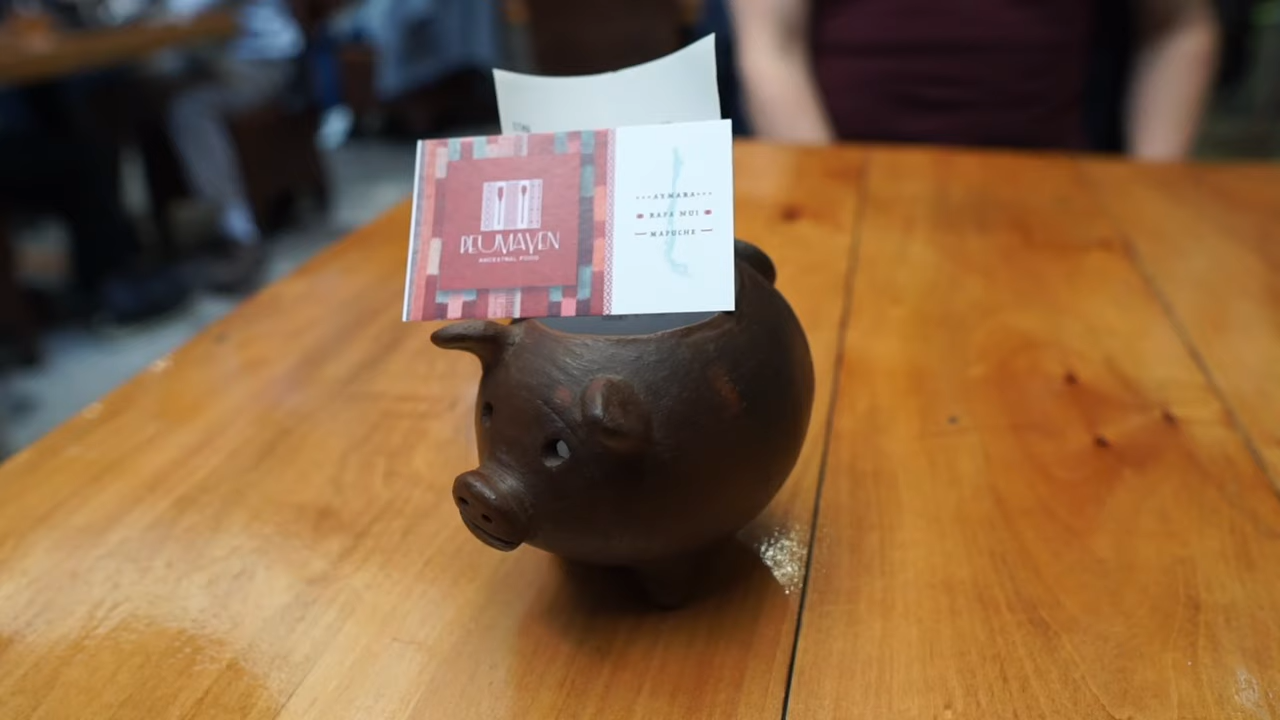 PEUMAYEN
ANCESTRAL FOOD
AYMARA
RAPA NUI
MAPUCHE